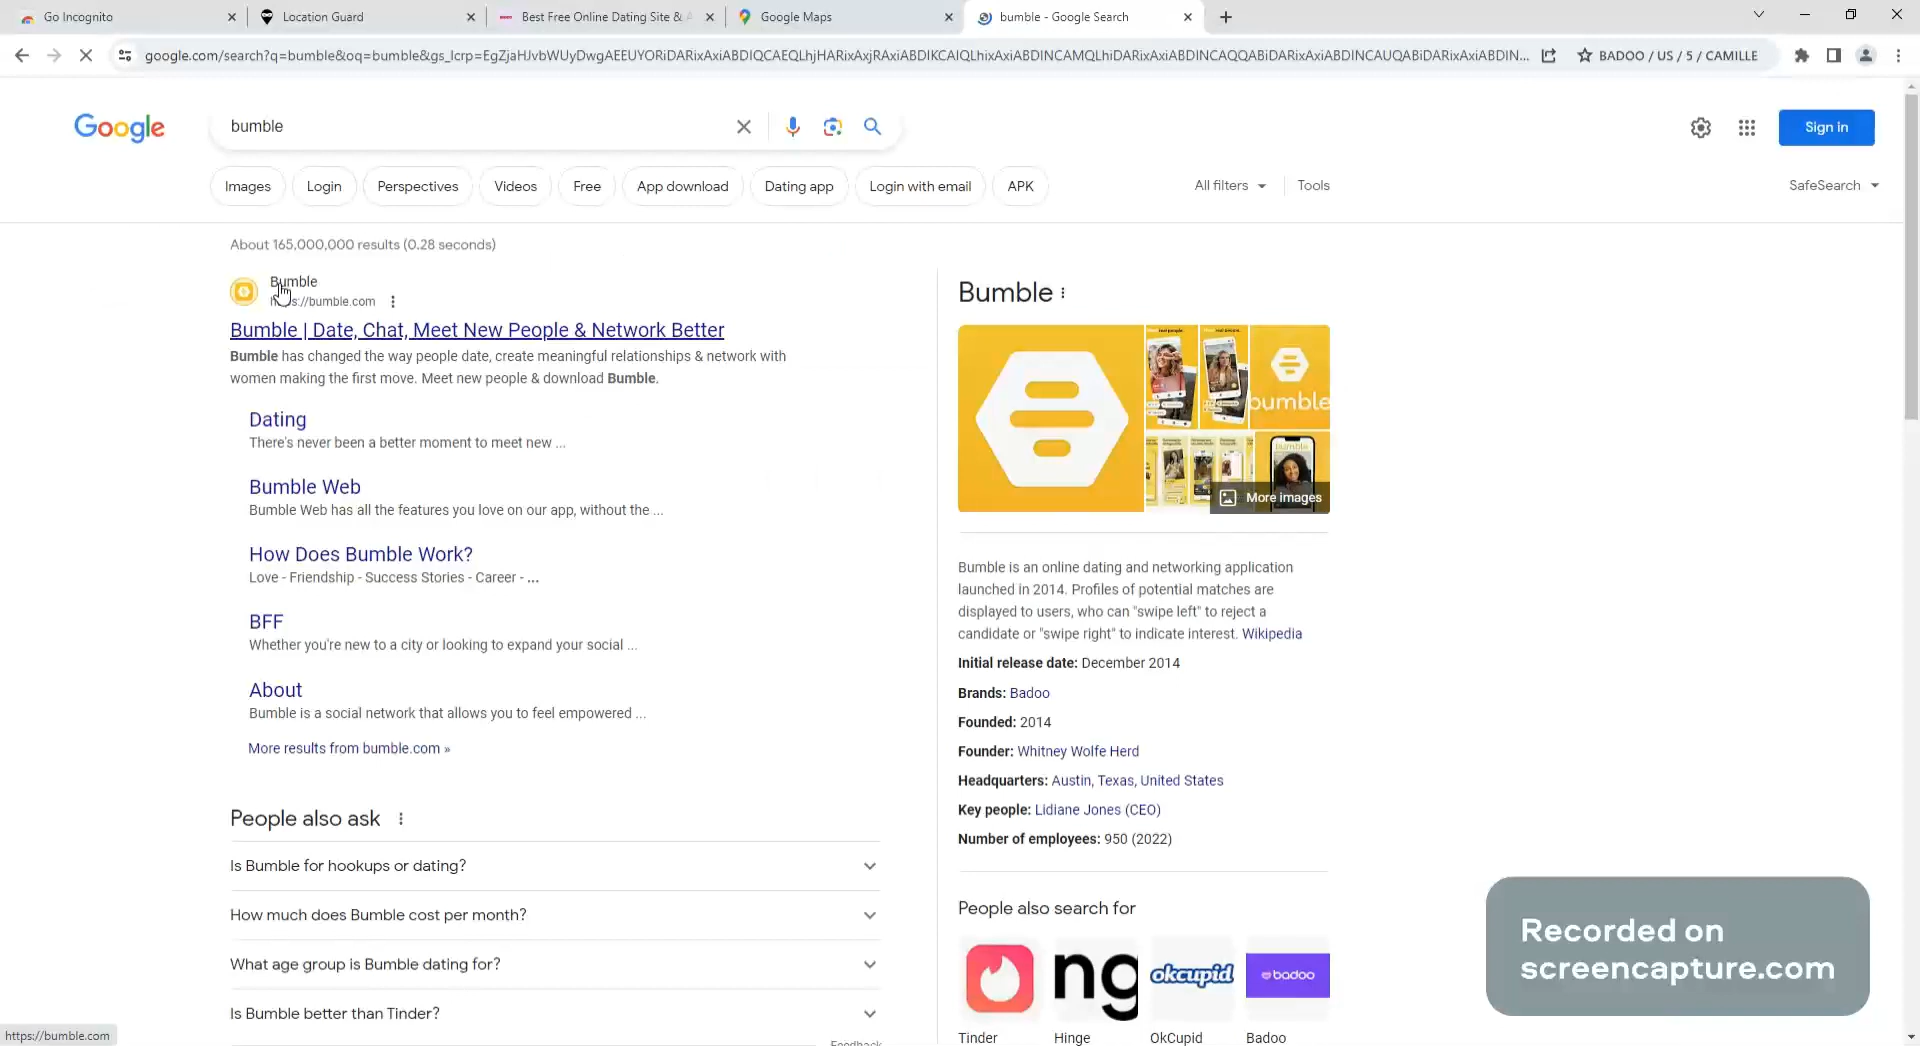 Go Incognito
Location Guard
Best Free Online Dating Site &
Google Maps
bumble - Google Search
google.com/search?q=bumble&oq=bumble&gs_lcrp=EgZjaHJvbWUyDwgAEEUYORiDARixAxiABDIQCAEQLhjHARixAxjRAxiABDIKCAIQLhixAxiABDINCAMQLhiDARixAxiABDINCAQQABiDARixAxiABDINCAUQABiDARixAxiABDIN...
BADOO / US / 5 / CAMILLE
Google
bumble
Sign in
Images
Login
Perspectives
Videos
Free
App download
Dating app
Login with email
APK
All filters
Tools
SafeSearch
About 165,000,000 results (0.28 seconds)
Bumble
https://bumble.com
Bumble | Date, Chat, Meet New People & Network Better
Bumble has changed the way people date, create meaningful relationships & network with
women making the first move. Meet new people & download Bumble.
Dating
There's never been a better moment to meet new ...
Bumble Web
Bumble Web has all the features you love on our app, without the ...
How Does Bumble Work?
Love - Friendship - Success Stories - Career - ...
BFF
Whether you're new to a city or looking to expand your social ...
About
Bumble is a social network that allows you to feel empowered ...
More results from bumble.com »
People also ask
Is Bumble for hookups or dating?
How much does Bumble cost per month?
What age group is Bumble dating for?
Is Bumble better than Tinder?
Feedback
https://bumble.com
Bumble
bumble
More images
Bumble is an online dating and networking application
launched in 2014. Profiles of potential matches are
displayed to users, who can "swipe left" to reject a
candidate or "swipe right" to indicate interest. Wikipedia
Initial release date: December 2014
Brands: Badoo
Founded: 2014
Founder: Whitney Wolfe Herd
Headquarters: Austin, Texas, United States
Key people: Lidiane Jones (CEO)
Number of employees: 950 (2022)
People also search for
ng
okcupid
badoo
Tinder
Hinge
OkCupid
Badoo
Recorded on
screencapture.com